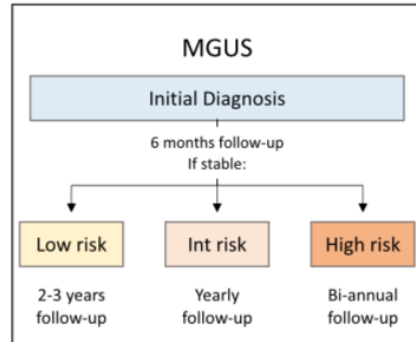 MGUS
Initial Diagnosis
6 months follow-up
If stable:
Low risk
Int risk
High risk
2-3 years
follow-up
Yearly
follow-up
Bi-annual
follow-up